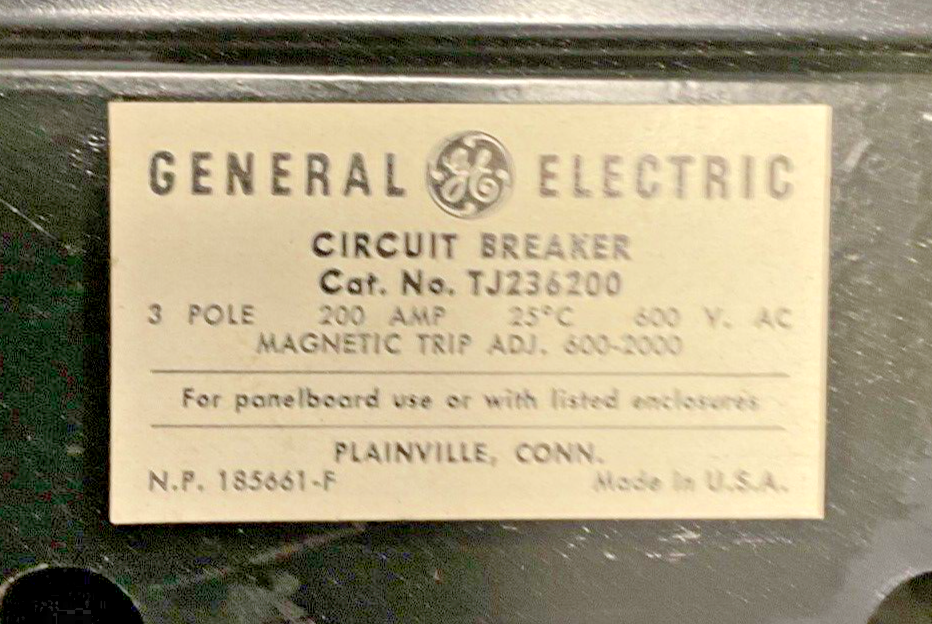 GENERAL GE ELECTRIC
CIRCUIT BREAKER
Cat. No. TJ236200
3 POLE 200 AMP 25°C 600 V. AC
MAGNETIC TRIP ADJ. 600-2000
For panelboard use or with listed enclosures
PLAINVILLE, CONN.
N.P. 185661-F Made In U.S.A.